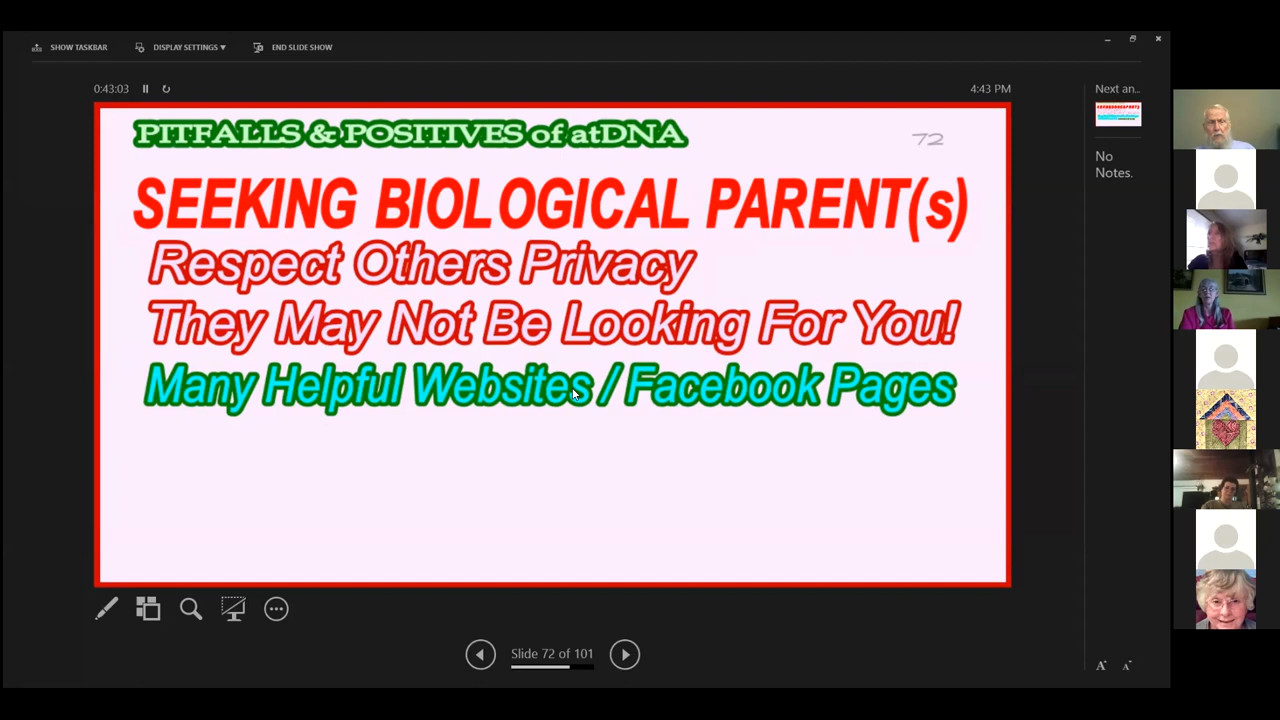 SHOW TASKBAR DISPLAY SETTINGS ▼ END SLIDE SHOW
0:43:03 4:43 PM
PITFALLS & POSITIVES of atDNA 72
SEEKING BIOLOGICAL PARENT(s)
Respect Others Privacy
They May Not Be Looking For You!
Many Helpful Websites / Facebook Pages
Slide 72 of 101
Next an..
No
Notes.
A A